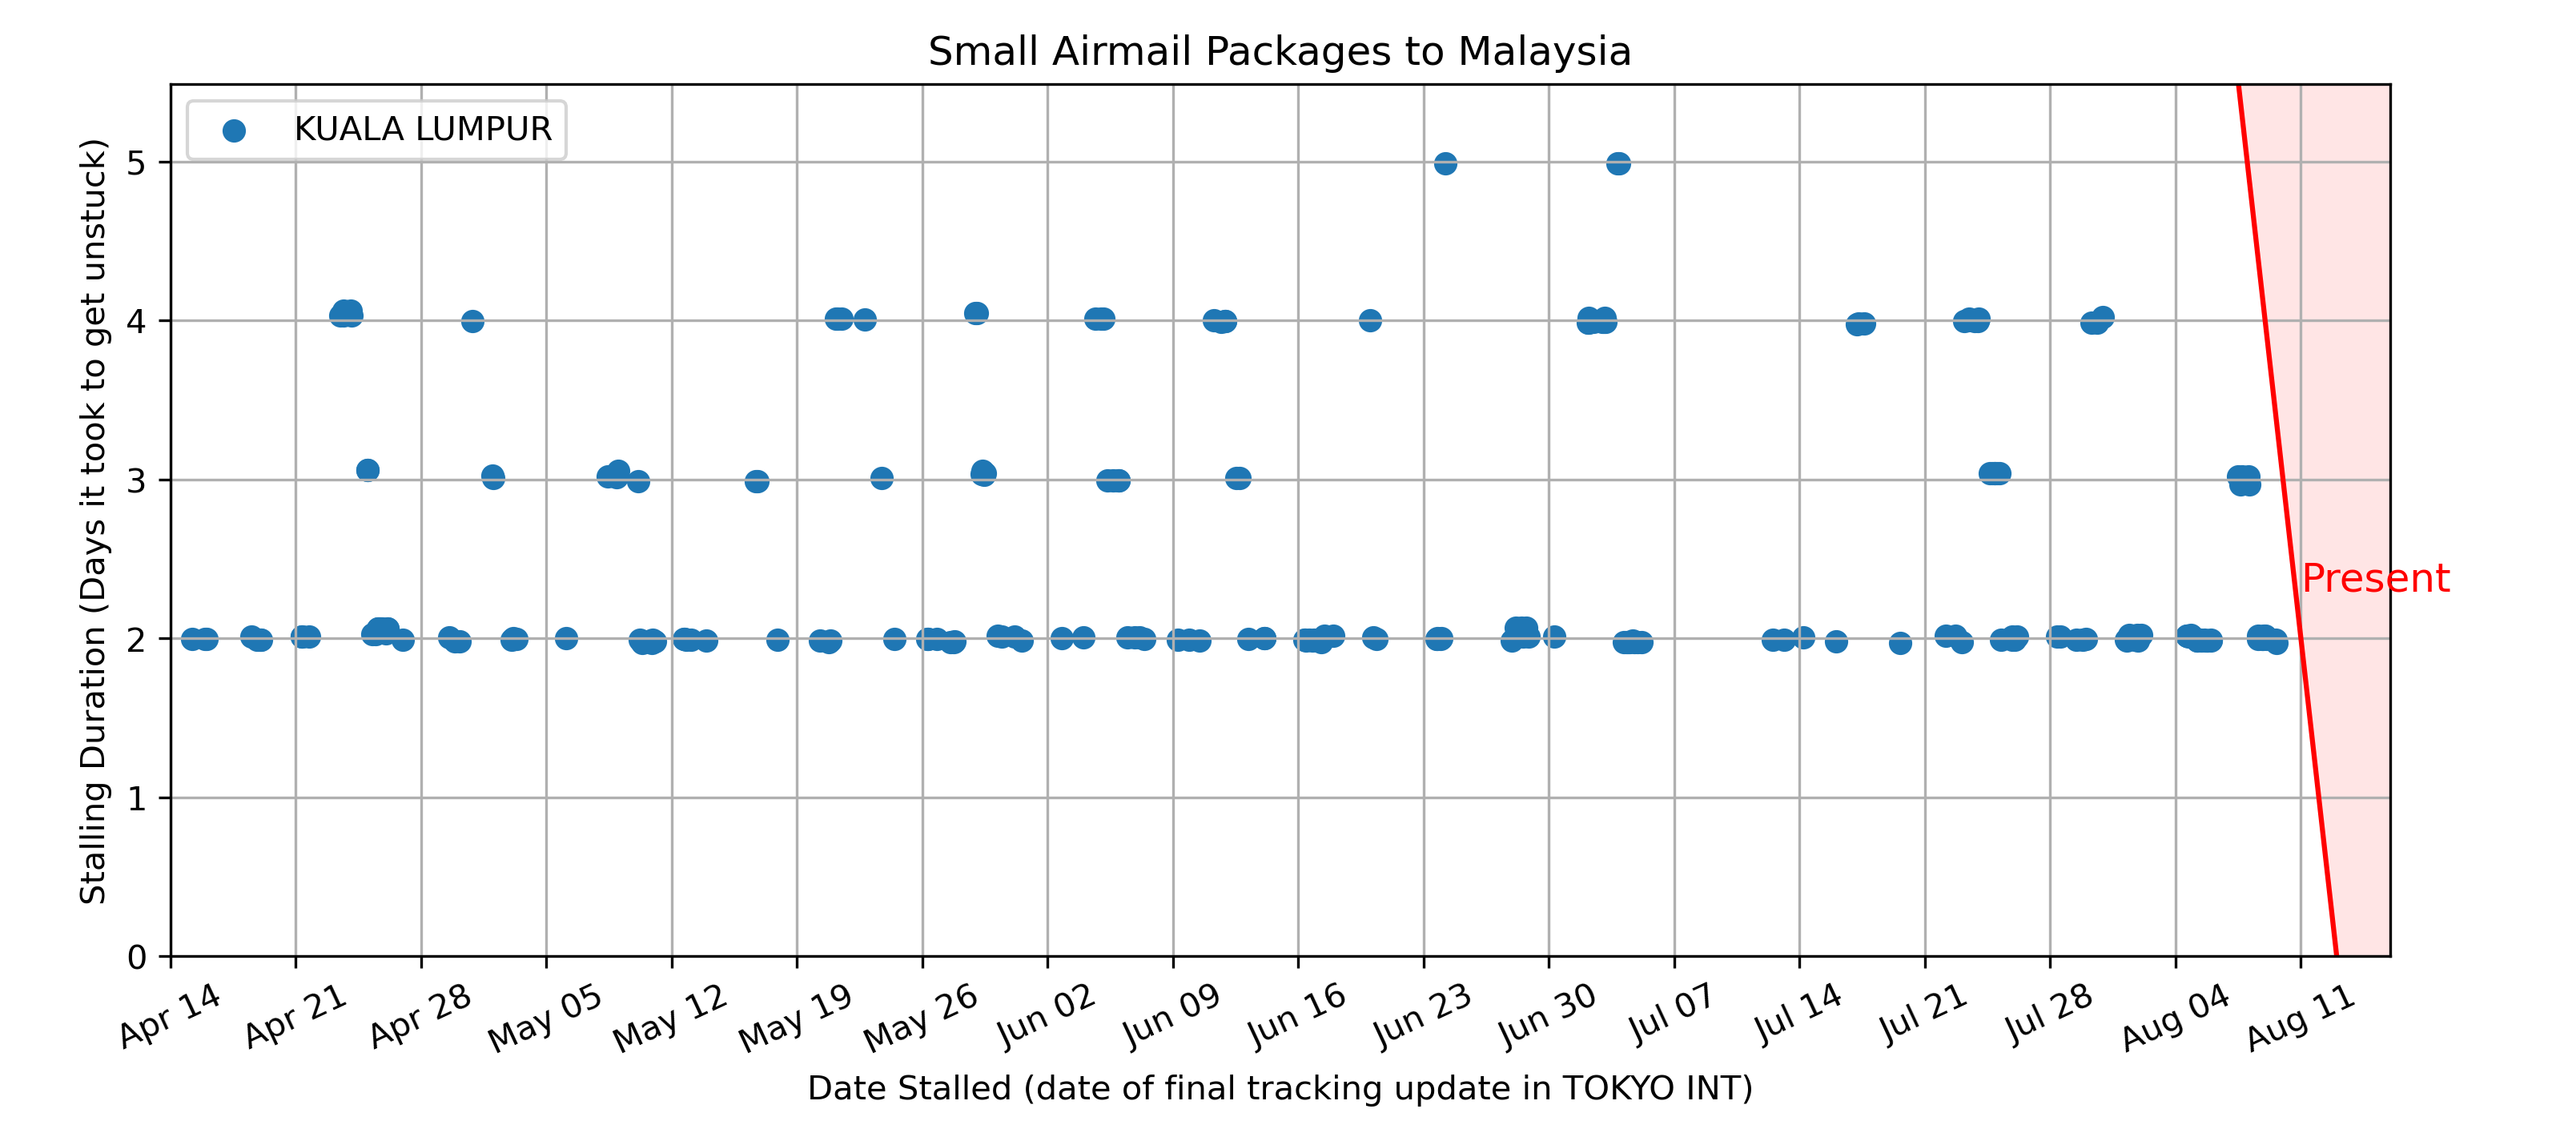 Small Airmail Packages to Malaysia
KUALA LUMPUR
Stalling Duration (Days it took to get unstuck)
5
4
3
2
1
0
Present
Apr 14 Apr 21 Apr 28 May 05 May 12 May 19 May 26 Jun 02 Jun 09 Jun 16 Jun 23 Jun 30 Jul 07 Jul 14 Jul 21 Jul 28 Aug 04 Aug 11
Date Stalled (date of final tracking update in TOKYO INT)